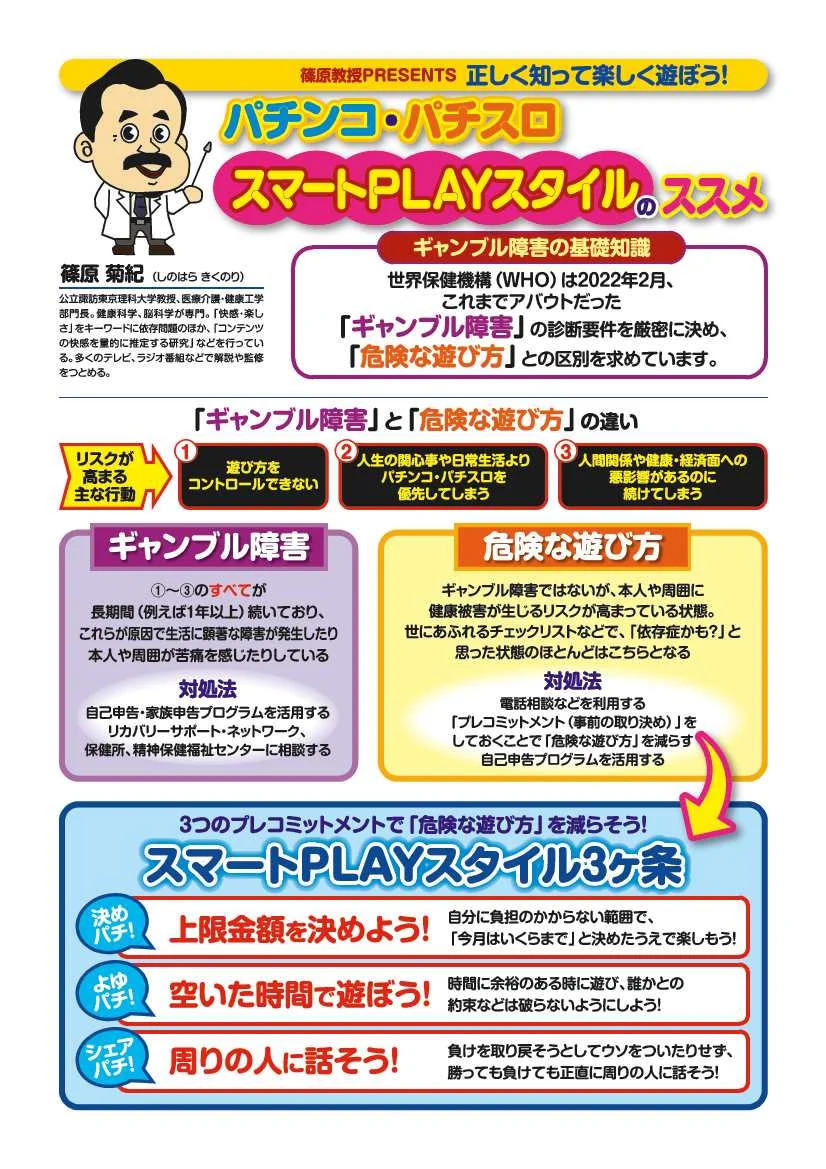 篠原教授PRESENTS 正しく知って楽しく遊ぼう!
パチンコ・パチスロ
スマートPLAYスタイルのススメ
篠原 菊紀 (しのはら きくのり)
公立諏訪東京理科大学教授、医療介護・健康工学
部門長。健康科学、脳科学が専門。「快感・楽し
さ」をキーワードに依存問題のほか、「コンテンツ
の快感を量的に推定する研究」などを行ってい
る。多くのテレビ、ラジオ番組などで解説や監修
をつとめる。
ギャンブル障害の基礎知識
世界保健機構(WHO)は2022年2月、
これまでアバウトだった
「ギャンブル障害」の診断要件を厳密に決め、
「危険な遊び方」との区別を求めています。
「ギャンブル障害」と「危険な遊び方」の違い
リスクが
高まる
主な行動
①
遊び方を
コントロールできない
②
人生の関心事や日常生活より
パチンコ・パチスロを
優先してしまう
③
人間関係や健康・経済面への
悪影響があるのに
続けてしまう
ギャンブル障害
①〜③のすべてが
長期間(例えば1年以上)続いており、
これらが原因で生活に顕著な障害が発生したり
本人や周囲が苦痛を感じたりしている
対処法
自己申告・家族申告プログラムを活用する
リカバリーサポート・ネットワーク、
保健所、精神保健福祉センターに相談する
危険な遊び方
ギャンブル障害ではないが、本人や周囲に
健康被害が生じるリスクが高まっている状態。
世にあふれるチェックリストなどで、「依存症かも?」と
思った状態のほとんどはこちらとなる
対処法
電話相談などを利用する
「プレコミットメント(事前の取り決め)」を
しておくことで「危険な遊び方」を減らす
自己申告プログラムを活用する
3つのプレコミットメントで「危険な遊び方」を減らそう!
スマートPLAYスタイル3ヶ条
決め
パチ!
上限金額を決めよう!
自分に負担のかからない範囲で、
「今月はいくらまで」と決めたうえで楽しもう!
よゆ
パチ!
空いた時間で遊ぼう!
時間に余裕のある時に遊び、誰かとの
約束などは破らないようにしよう!
シェア
パチ!
周りの人に話そう!
負けを取り戻そうとしてウソをついたりせず、
勝っても負けても正直に周りの人に話そう!